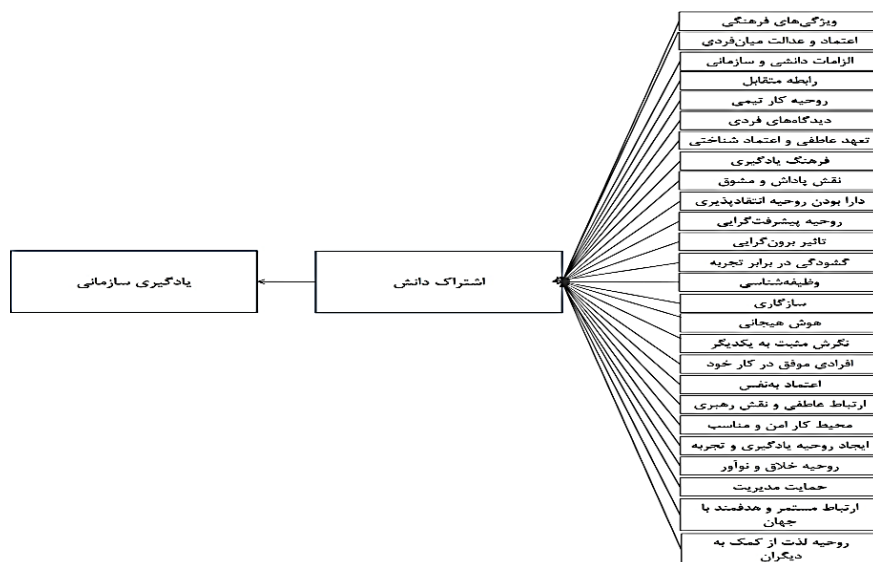 ویژگی‌های فرهنگی
اعتماد و عدالت میان‌فردی
الزامات دانشی و سازمانی
رابطه متقابل
روحیه کار تیمی
دیدگاه‌های فردی
تعهد عاطفی و اعتماد شناختی
فرهنگ یادگیری
نقش پاداش و مشوق
دارا بودن روحیه انتقادپذیری
روحیه پیشرفت‌گرایی
تاثیر برون‌گرایی
گشودگی در برابر تجربه
وظیفه‌شناسی
سازگاری
هوش هیجانی
نگرش مثبت به یکدیگر
افرادی موفق در کار خود
اعتماد به‌نفس
ارتباط عاطفی و نقش رهبری
محیط کار امن و مناسب
ایجاد روحیه یادگیری و تجربه
روحیه خلاق و نوآور
حمایت مدیریت
ارتباط مستمر و هدفمند با
جهان
روحیه لذت از کمک به
دیگران
اشتراک دانش
یادگیری سازمانی